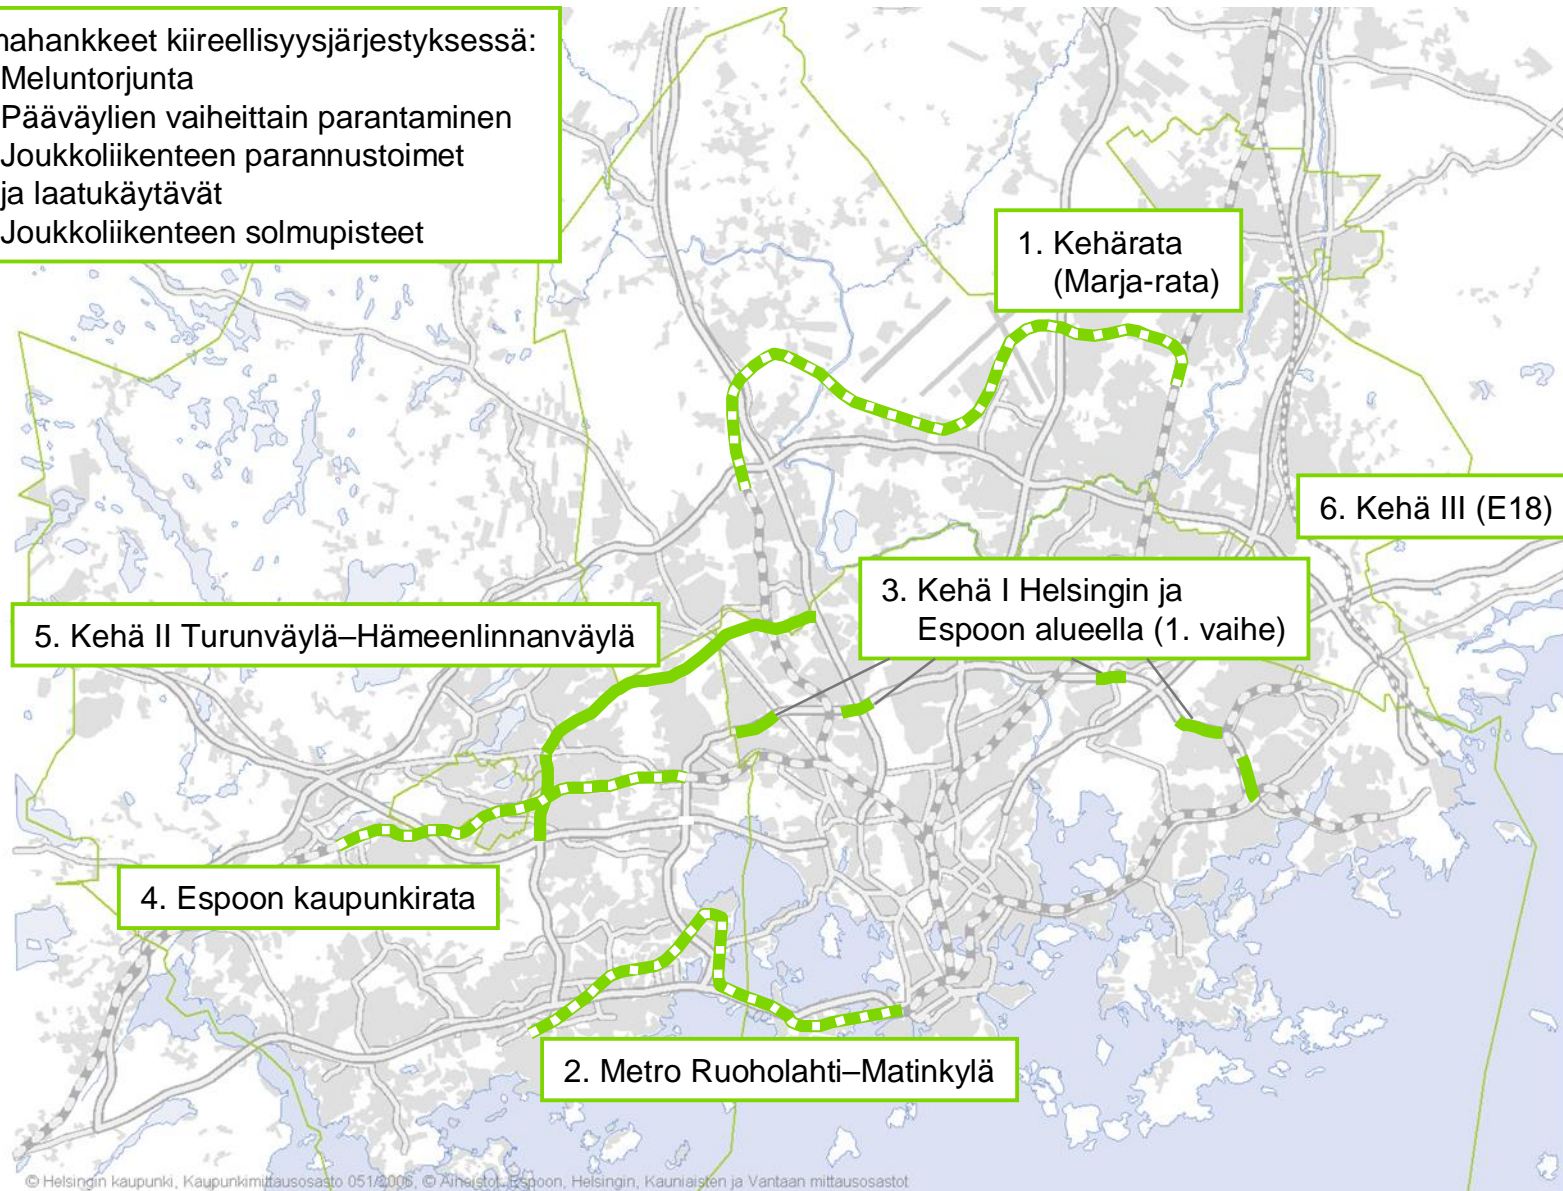 nahankkeet kiireellisyysjärjestyksessä:
Meluntorjunta
Pääväylien vaiheittain parantaminen
Joukkoliikenteen parannustoimet
ja laatukäytävät
Joukkoliikenteen solmupisteet
1. Kehärata
(Marja-rata)
6. Kehä III (E18)
3. Kehä I Helsingin ja
Espoon alueella (1. vaihe)
5. Kehä II Turunväylä–Hämeenlinnanväylä
4. Espoon kaupunkirata
2. Metro Ruoholahti–Matinkylä
© Helsingin kaupunki, Kaupunkimittausosasto 051/2006, © Aineistot: Espoon, Helsingin, Kauniaisten ja Vantaan mittausosastot